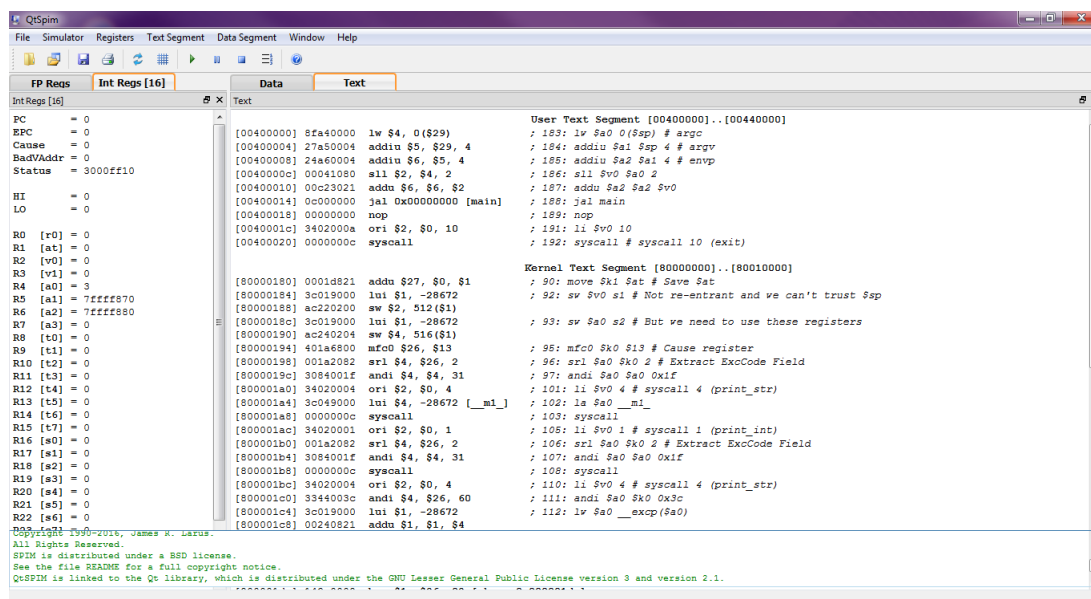 QtSpim
File Simulator Registers Text Segment Data Segment Window Help
FP Regs Int Regs [16] Data Text
Int Regs [16]
PC = 0
EPC = 0
Cause = 0
BadVAddr = 0
Status = 3000ff10
HI = 0
LO = 0
R0 [r0] = 0
R1 [at] = 0
R2 [v0] = 0
R3 [v1] = 0
R4 [a0] = 3
R5 [a1] = 7ffff870
R6 [a2] = 7ffff880
R7 [a3] = 0
R8 [t0] = 0
R9 [t1] = 0
R10 [t2] = 0
R11 [t3] = 0
R12 [t4] = 0
R13 [t5] = 0
R14 [t6] = 0
R15 [t7] = 0
R16 [s0] = 0
R17 [s1] = 0
R18 [s2] = 0
R19 [s3] = 0
R20 [s4] = 0
R21 [s5] = 0
R22 [s6] = 0
R23 [s7] = 0
Text
User Text Segment [00400000]..[00440000]
[00400000] 8fa40000 lw $4, 0($29) ; 183: lw $a0 0($sp) # argc
[00400004] 27a50004 addiu $5, $29, 4 ; 184: addiu $a1 $sp 4 # argv
[00400008] 24a60004 addiu $6, $5, 4 ; 185: addiu $a2 $a1 4 # envp
[0040000c] 00041080 sll $2, $4, 2 ; 186: sll $v0 $a0 2
[00400010] 00c23021 addu $6, $6, $2 ; 187: addu $a2 $a2 $v0
[00400014] 0c000000 jal 0x00000000 [main] ; 188: jal main
[00400018] 00000000 nop ; 189: nop
[0040001c] 3402000a ori $2, $0, 10 ; 191: li $v0 10
[00400020] 0000000c syscall ; 192: syscall # syscall 10 (exit)
Kernel Text Segment [80000000]..[80010000]
[80000180] 0001d821 addu $27, $0, $1 ; 90: move $k1 $at # Save $at
[80000184] 3c019000 lui $1, -28672 ; 92: sw $v0 s1 # Not re-entrant and we can't trust $sp
[80000188] ac220200 sw $2, 512($1)
[8000018c] 3c019000 lui $1, -28672 ; 93: sw $a0 s2 # But we need to use these registers
[80000190] ac240204 sw $4, 516($1)
[80000194] 401a6800 mfc0 $26, $13 ; 95: mfc0 $k0 $13 # Cause register
[80000198] 001a2082 srl $4, $26, 2 ; 96: srl $a0 $k0 2 # Extract ExcCode Field
[8000019c] 3084001f andi $4, $4, 31 ; 97: andi $a0 $a0 0x1f
[800001a0] 34020004 ori $2, $0, 4 ; 101: li $v0 4 # syscall 4 (print_str)
[800001a4] 3c049000 lui $4, -28672 [__m1_] ; 102: la $a0 __m1_
[800001a8] 0000000c syscall ; 103: syscall
[800001ac] 34020001 ori $2, $0, 1 ; 105: li $v0 1 # syscall 1 (print_int)
[800001b0] 001a2082 srl $4, $26, 2 ; 106: srl $a0 $k0 2 # Extract ExcCode Field
[800001b4] 3084001f andi $4, $4, 31 ; 107: andi $a0 $a0 0x1f
[800001b8] 0000000c syscall ; 108: syscall
[800001bc] 34020004 ori $2, $0, 4 ; 110: li $v0 4 # syscall 4 (print_str)
[800001c0] 3344003c andi $4, $26, 60 ; 111: andi $a0 $k0 0x3c
[800001c4] 3c019000 lui $1, -28672 ; 112: lw $a0 __excp($a0)
[800001c8] 00240821 addu $1, $1, $4
Copyright 1990-2016, James R. Larus.
All Rights Reserved.
SPIM is distributed under a BSD license.
See the file README for a full copyright notice.
QtSPIM is linked to the Qt library, which is distributed under the GNU Lesser General Public License version 3 and version 2.1.